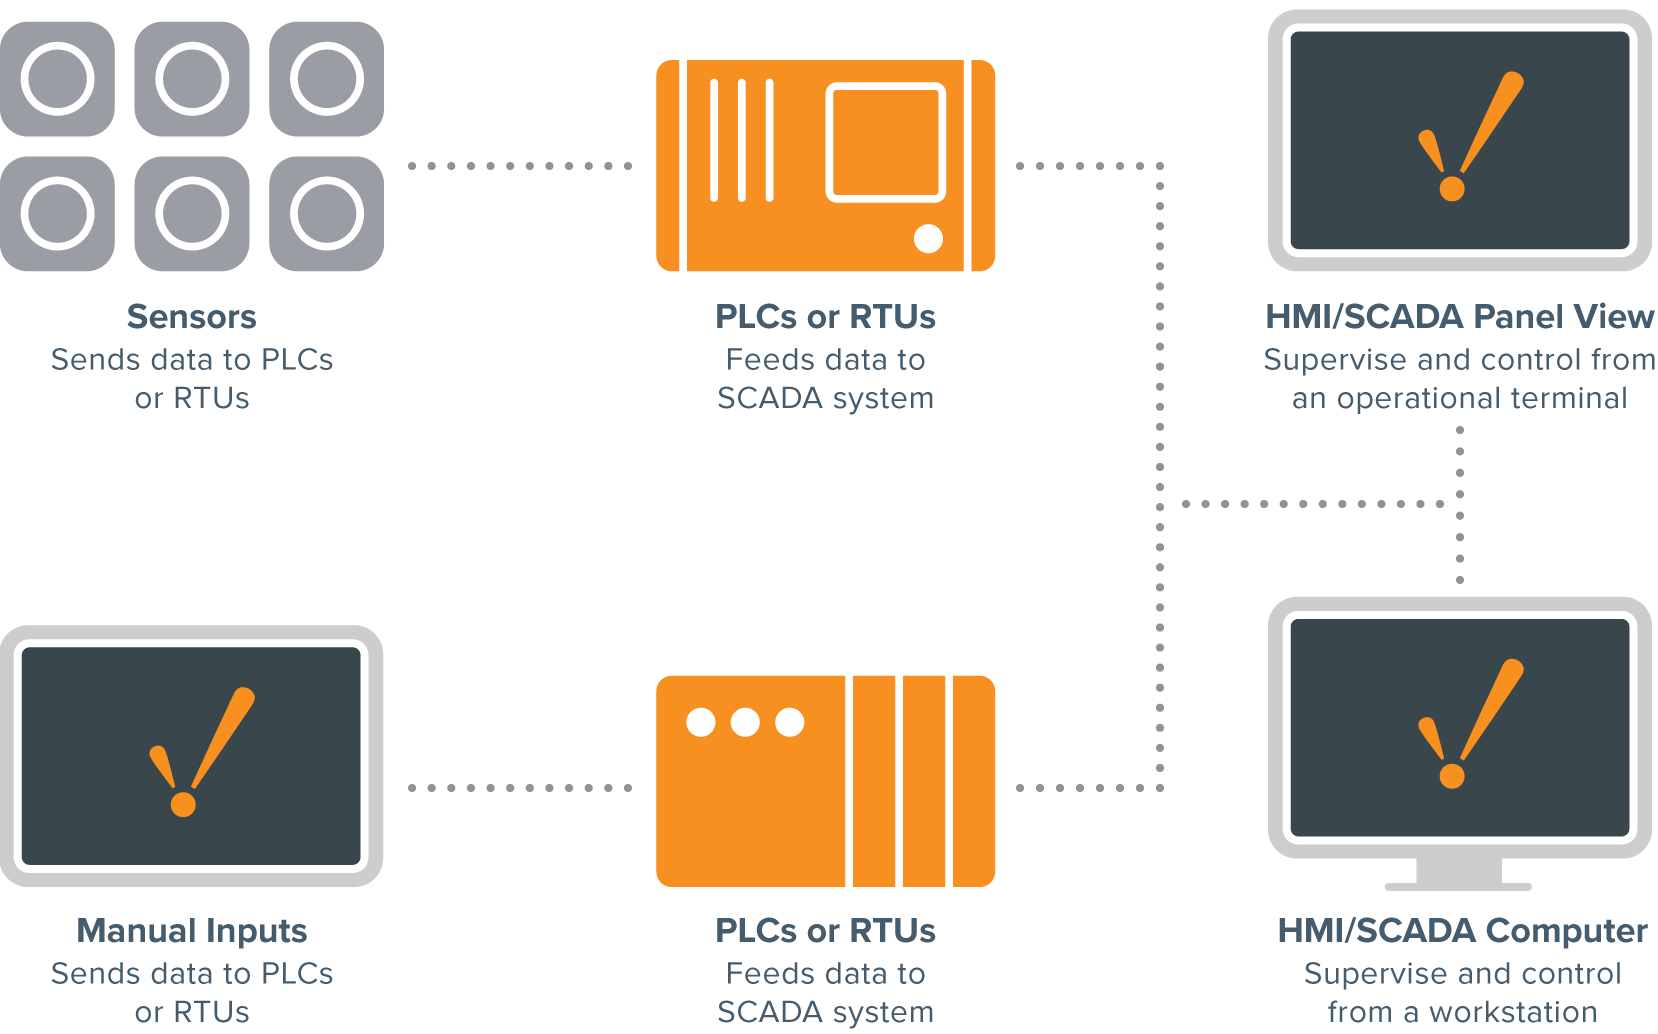 Sensors
Sends data to PLCs
or RTUs
PLCs or RTUs
Feeds data to
SCADA system
HMI/SCADA Panel View
Supervise and control from
an operational terminal
Manual Inputs
Sends data to PLCs
or RTUs
PLCs or RTUs
Feeds data to
SCADA system
HMI/SCADA Computer
Supervise and control
from a workstation